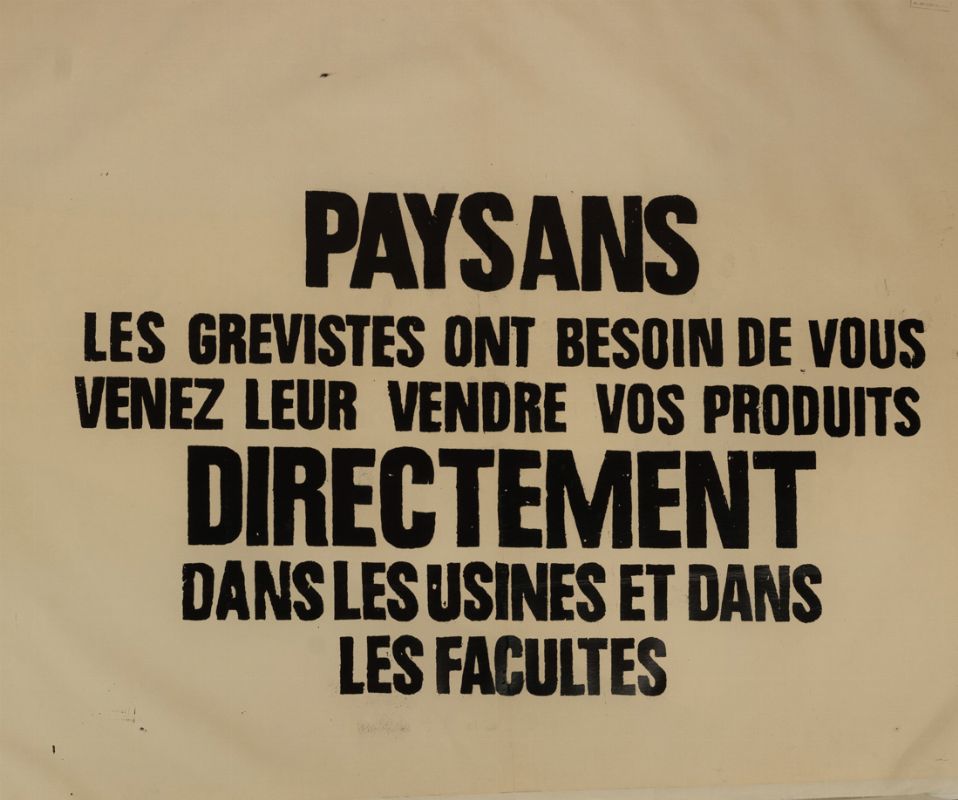 PAYSANS
LES GREVISTES ONT BESOIN DE VOUS
VENEZ LEUR VENDRE VOS PRODUITS
DIRECTEMENT
DANS LES USINES ET DANS
LES FACULTES